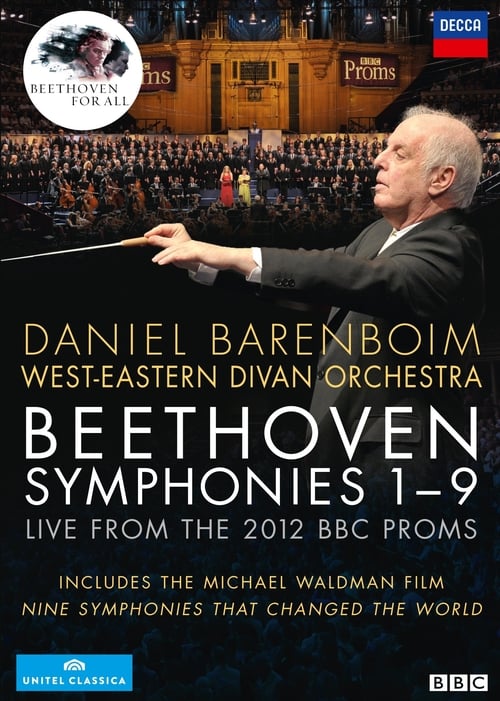 BEETHOVEN
FOR ALL
DECCA
BBC
Proms
BBC
Proms
DANIEL BARENBOIM
WEST-EASTERN DIVAN ORCHESTRA
BEETHOVEN
SYMPHONIES 1–9
LIVE FROM THE 2012 BBC PROMS
INCLUDES THE MICHAEL WALDMAN FILM
NINE SYMPHONIES THAT CHANGED THE WORLD
UNITEL CLASSICA
BBC